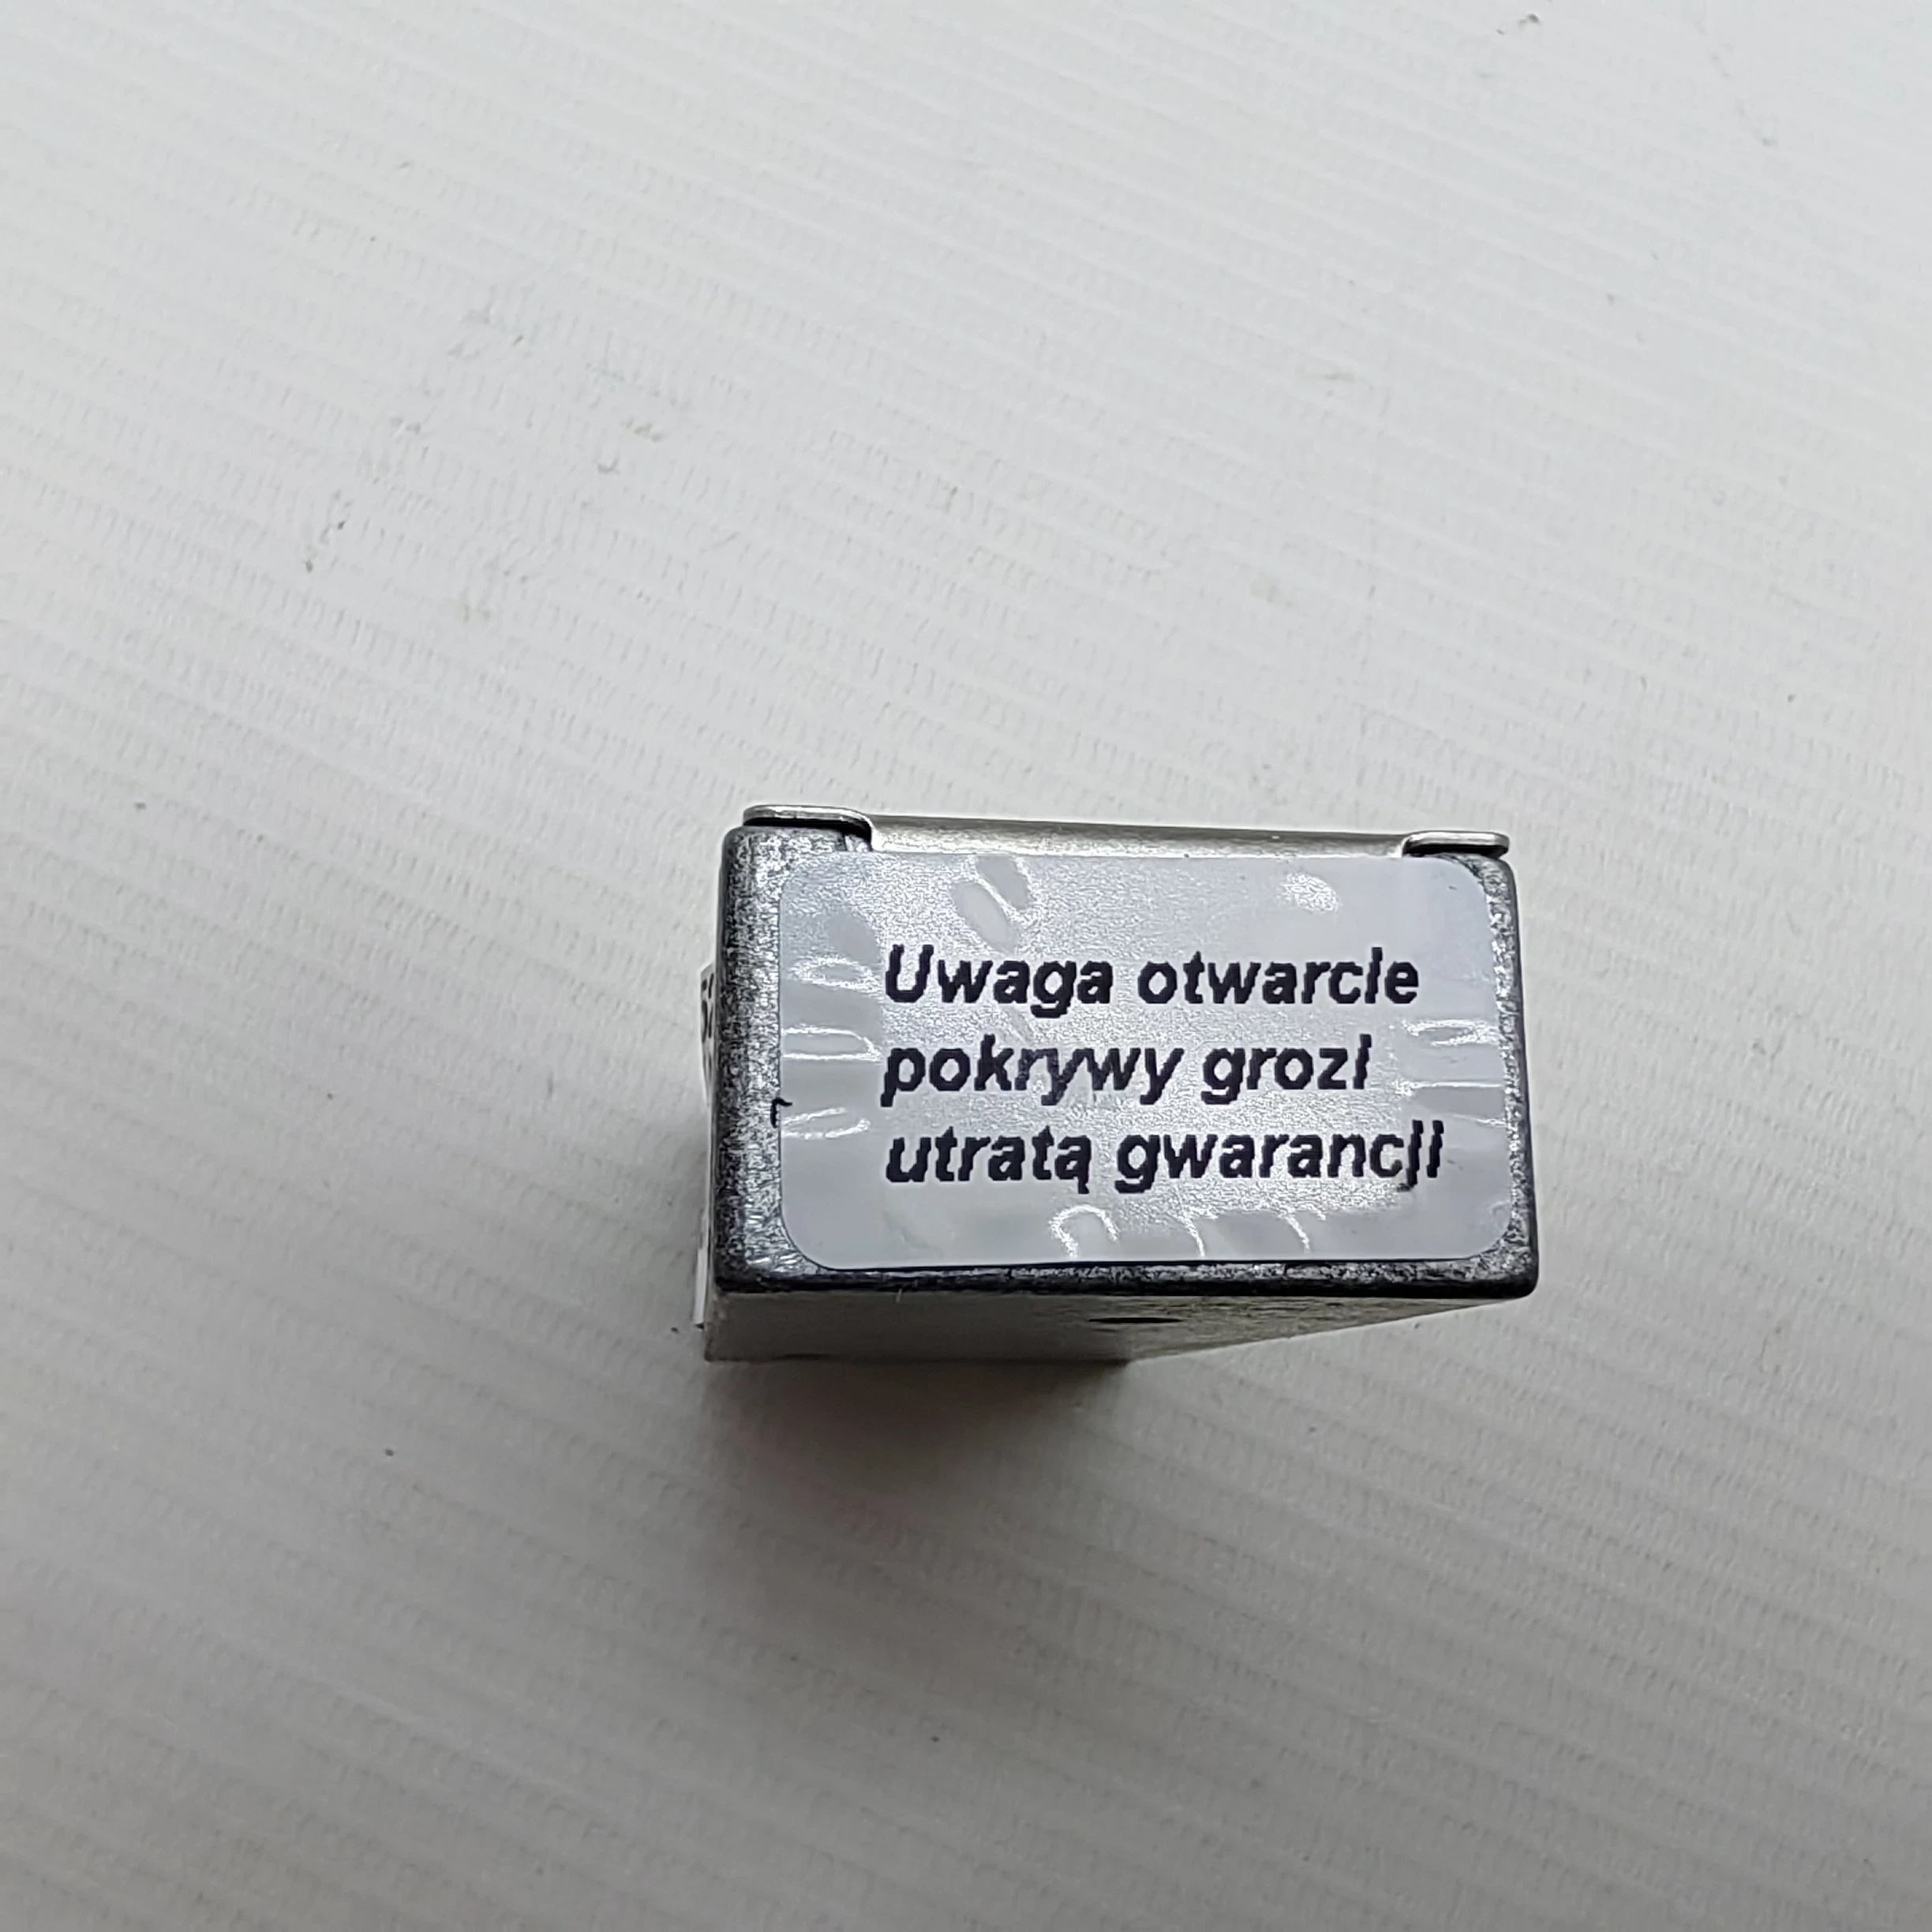 Uwaga otwarcie
pokrywy grozi
utratą gwarancji